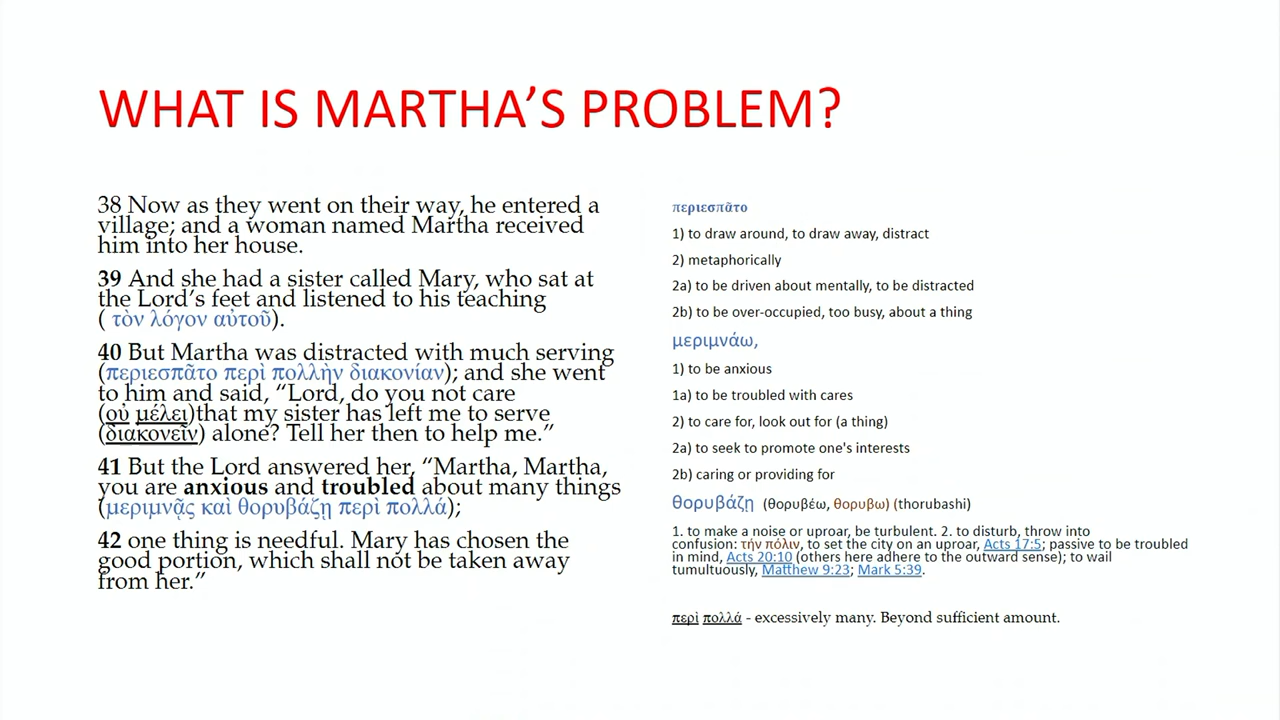 WHAT IS MARTHA’S PROBLEM?
38 Now as they went on their way, he entered a
village; and a woman named Martha received
him into her house.
39 And she had a sister called Mary, who sat at
the Lord’s feet and listened to his teaching
( τὸν λόγον αὐτοῦ).
40 But Martha was distracted with much serving
(περιεσπᾶτο περὶ πολλὴν διακονίαν); and she went
to him and said, “Lord, do you not care
(οὐ μέλει)that my sister has left me to serve
(διακονεῖν) alone? Tell her then to help me.”
41 But the Lord answered her, “Martha, Martha,
you are anxious and troubled about many things
(μεριμνᾷς καὶ θορυβάζῃ περὶ πολλά);
42 one thing is needful. Mary has chosen the
good portion, which shall not be taken away
from her.”
περιεσπᾶτο
1) to draw around, to draw away, distract
2) metaphorically
2a) to be driven about mentally, to be distracted
2b) to be over-occupied, too busy, about a thing
μεριμνάω,
1) to be anxious
1a) to be troubled with cares
2) to care for, look out for (a thing)
2a) to seek to promote one's interests
2b) caring or providing for
θορυβάζῃ (θορυβέω, θορυβω) (thorubashi)
1. to make a noise or uproar, be turbulent. 2. to disturb, throw into
confusion: τήν πόλιν, to set the city on an uproar, Acts 17:5; passive to be troubled
in mind, Acts 20:10 (others here adhere to the outward sense); to wail
tumultuously, Matthew 9:23; Mark 5:39.
περὶ πολλά - excessively many. Beyond sufficient amount.